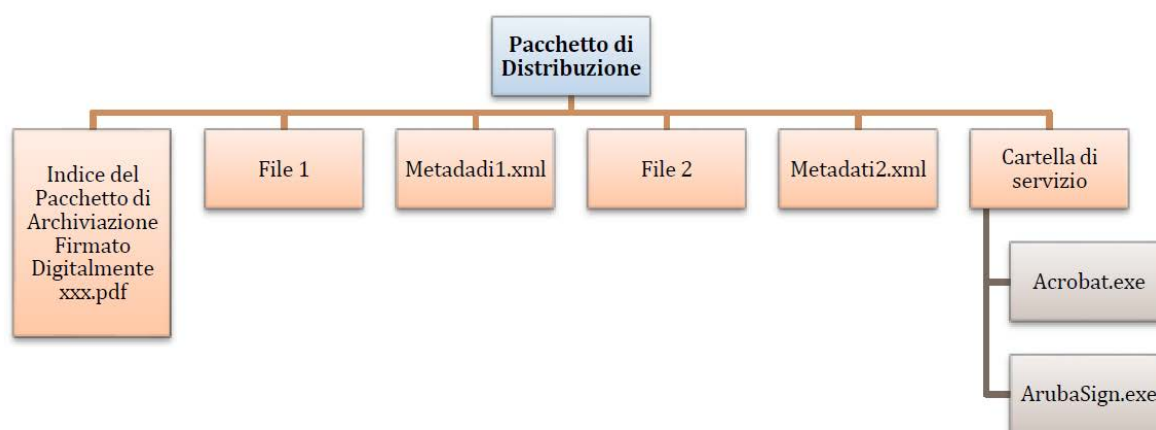 Pacchetto di
Distribuzione
Indice del
Pacchetto di
Archiviazione
Firmato
Digitalmente
xxx.pdf
File 1
Metadadi1.xml
File 2
Metadati2.xml
Cartella di
servizio
Acrobat.exe
ArubaSign.exe